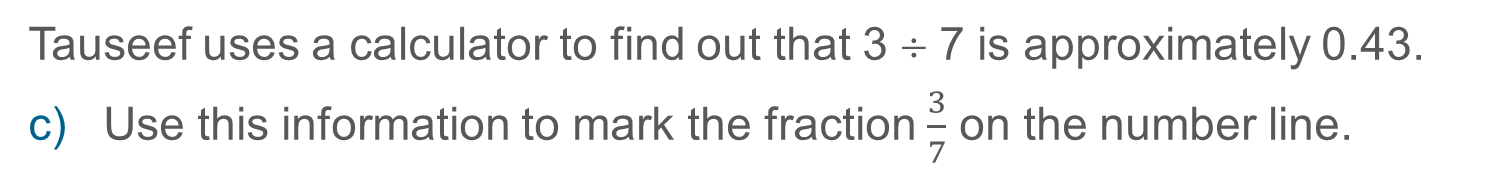 Tauseef uses a calculator to find out that 3 ÷ 7 is approximately 0.43.
c) Use this information to mark the fraction 3/7 on the number line.